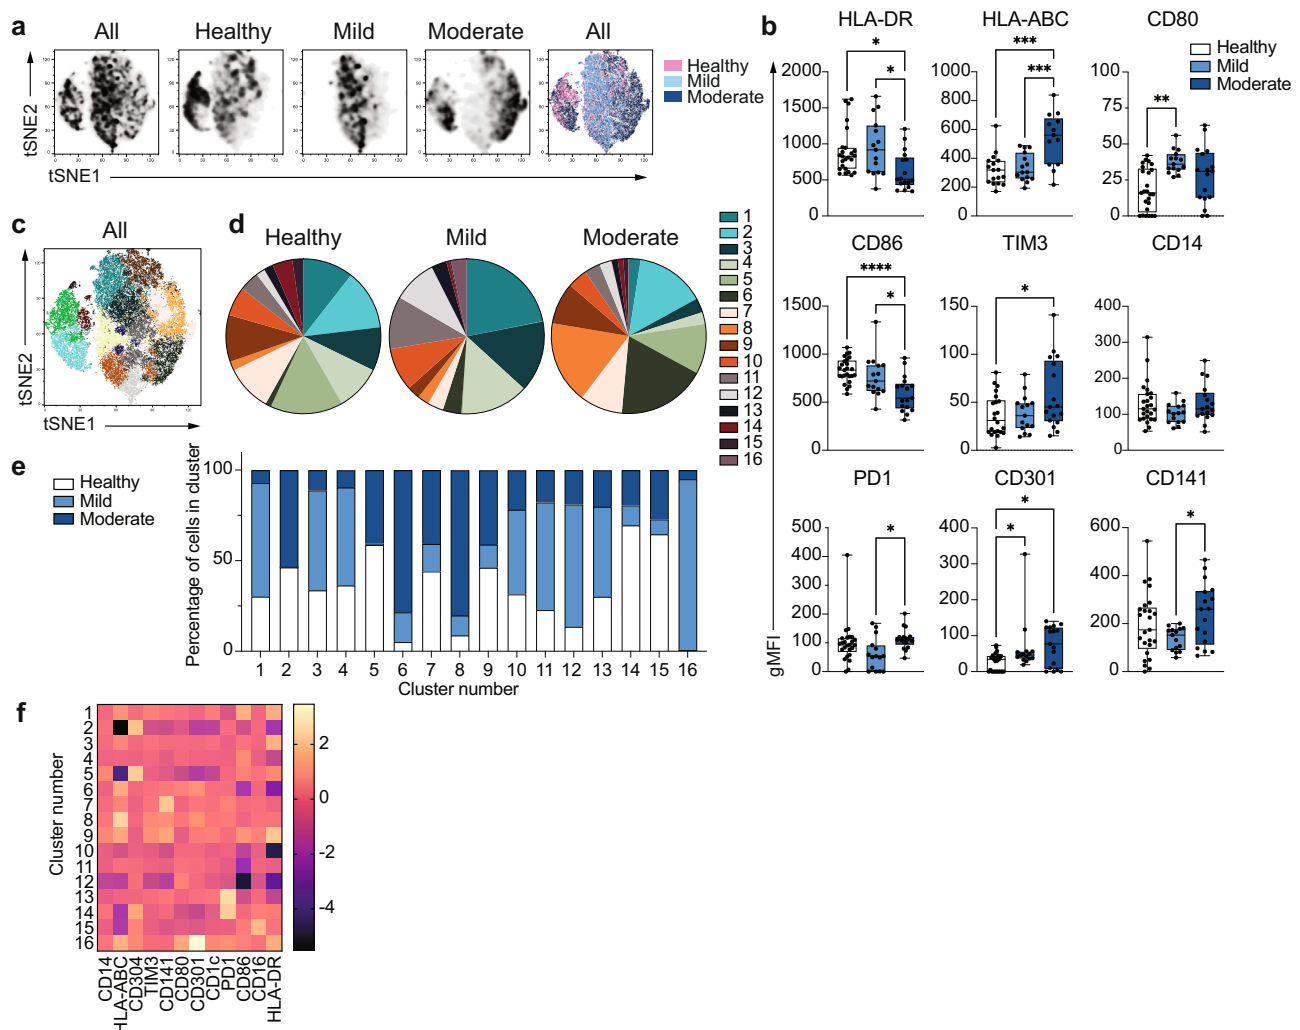 a
All
Healthy
Mild
Moderate
All
tSNE2
tSNE1
Healthy
Mild
Moderate
b
HLA-DR
HLA-ABC
CD80
Healthy
Mild
Moderate
2000
1500
1000
500
0
*
*
1000
800
600
400
200
0
***
***
100
75
50
25
0
**
CD86
TIM3
CD14
1500
1000
500
0
****
*
150
100
50
0
*
400
300
200
100
0
PD1
CD301
CD141
500
400
300
200
100
0
*
400
300
200
100
0
*
*
600
400
200
0
*
gMFI
c
All
tSNE2
tSNE1
d
Healthy
Mild
Moderate
1
2
3
4
5
6
7
8
9
10
11
12
13
14
15
16
e
Healthy
Mild
Moderate
Percentage of cells in cluster
100
50
0
1 2 3 4 5 6 7 8 9 10 11 12 13 14 15 16
Cluster number
f
Cluster number
1
2
3
4
5
6
7
8
9
10
11
12
13
14
15
16
CD14
HLA-ABC
CD304
TIM3
CD141
CD80
CD301
CD1c
PD1
CD86
CD16
HLA-DR
2
0
-2
-4